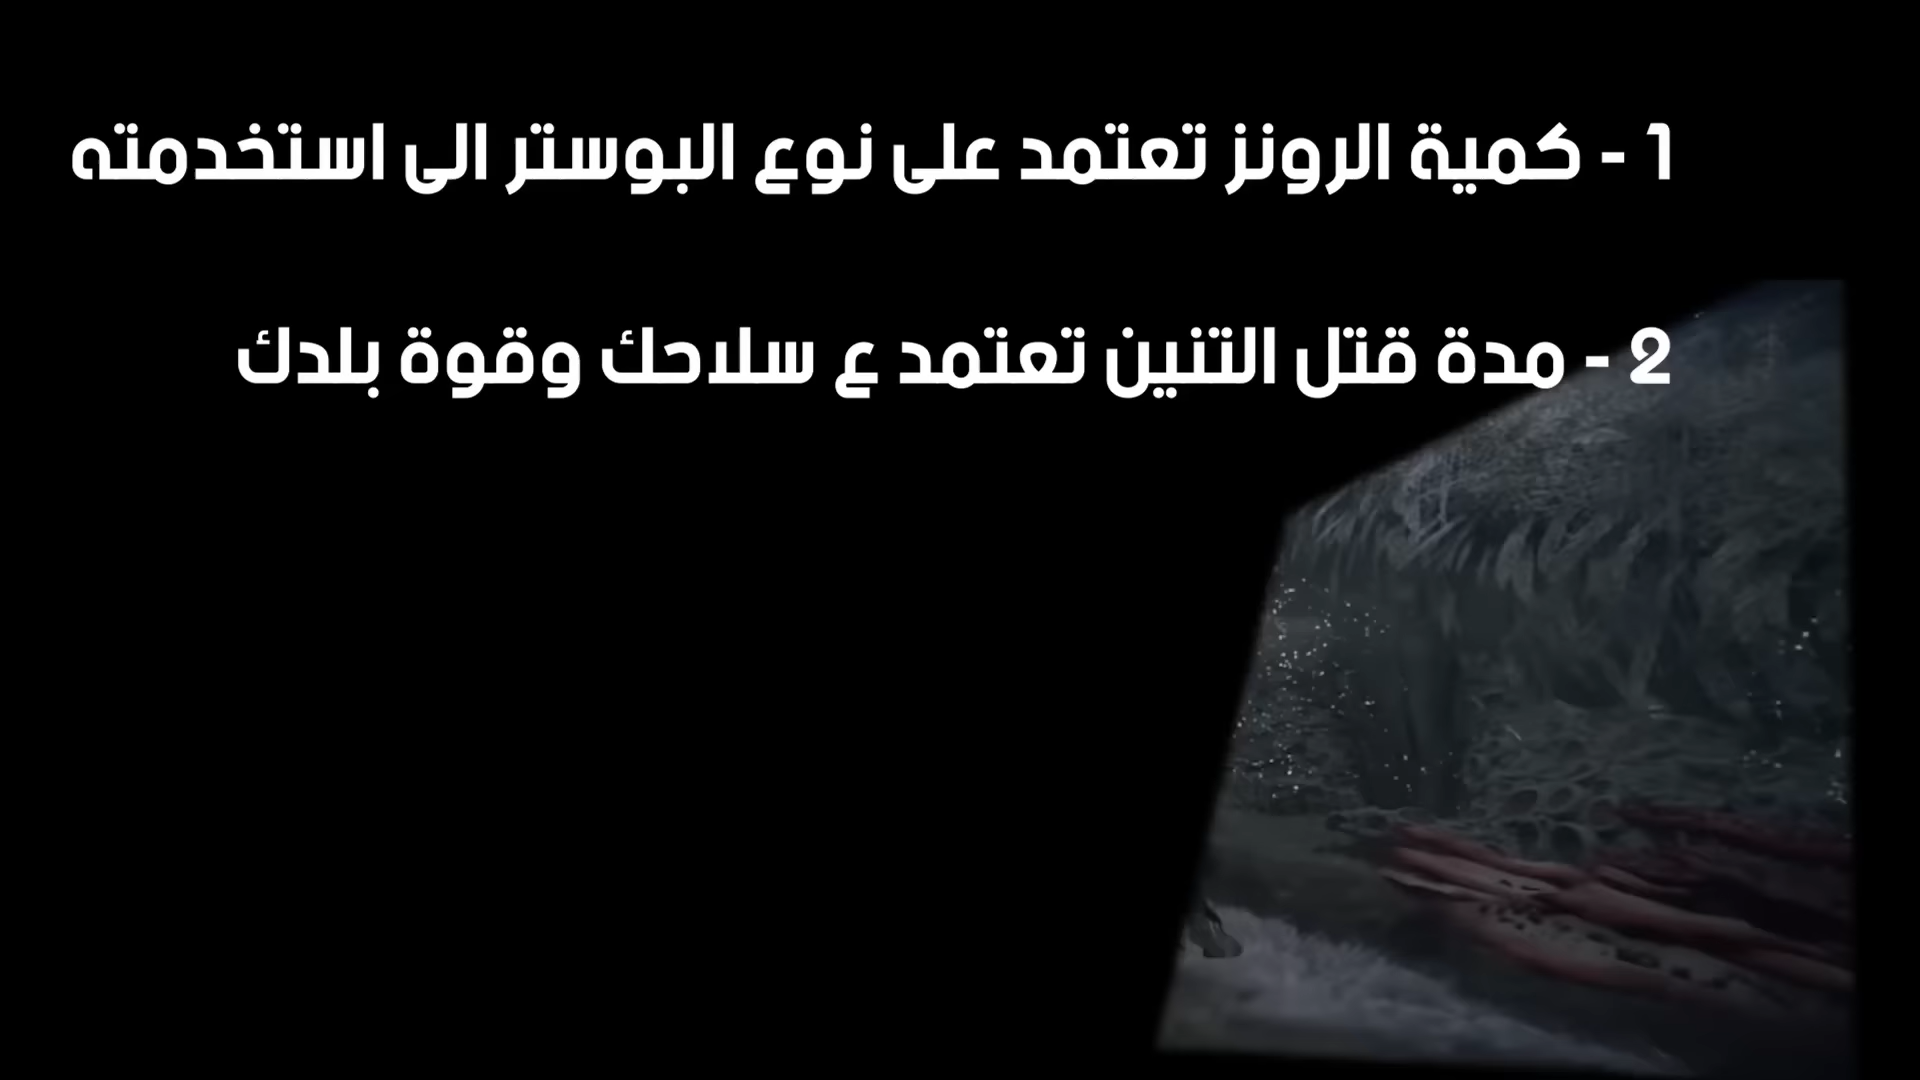 1 - كمية الرونز تعتمد على نوع البوستر الى استخدمته
2 - مدة قتل التنين تعتمد ع سلاحك وقوة بلدك